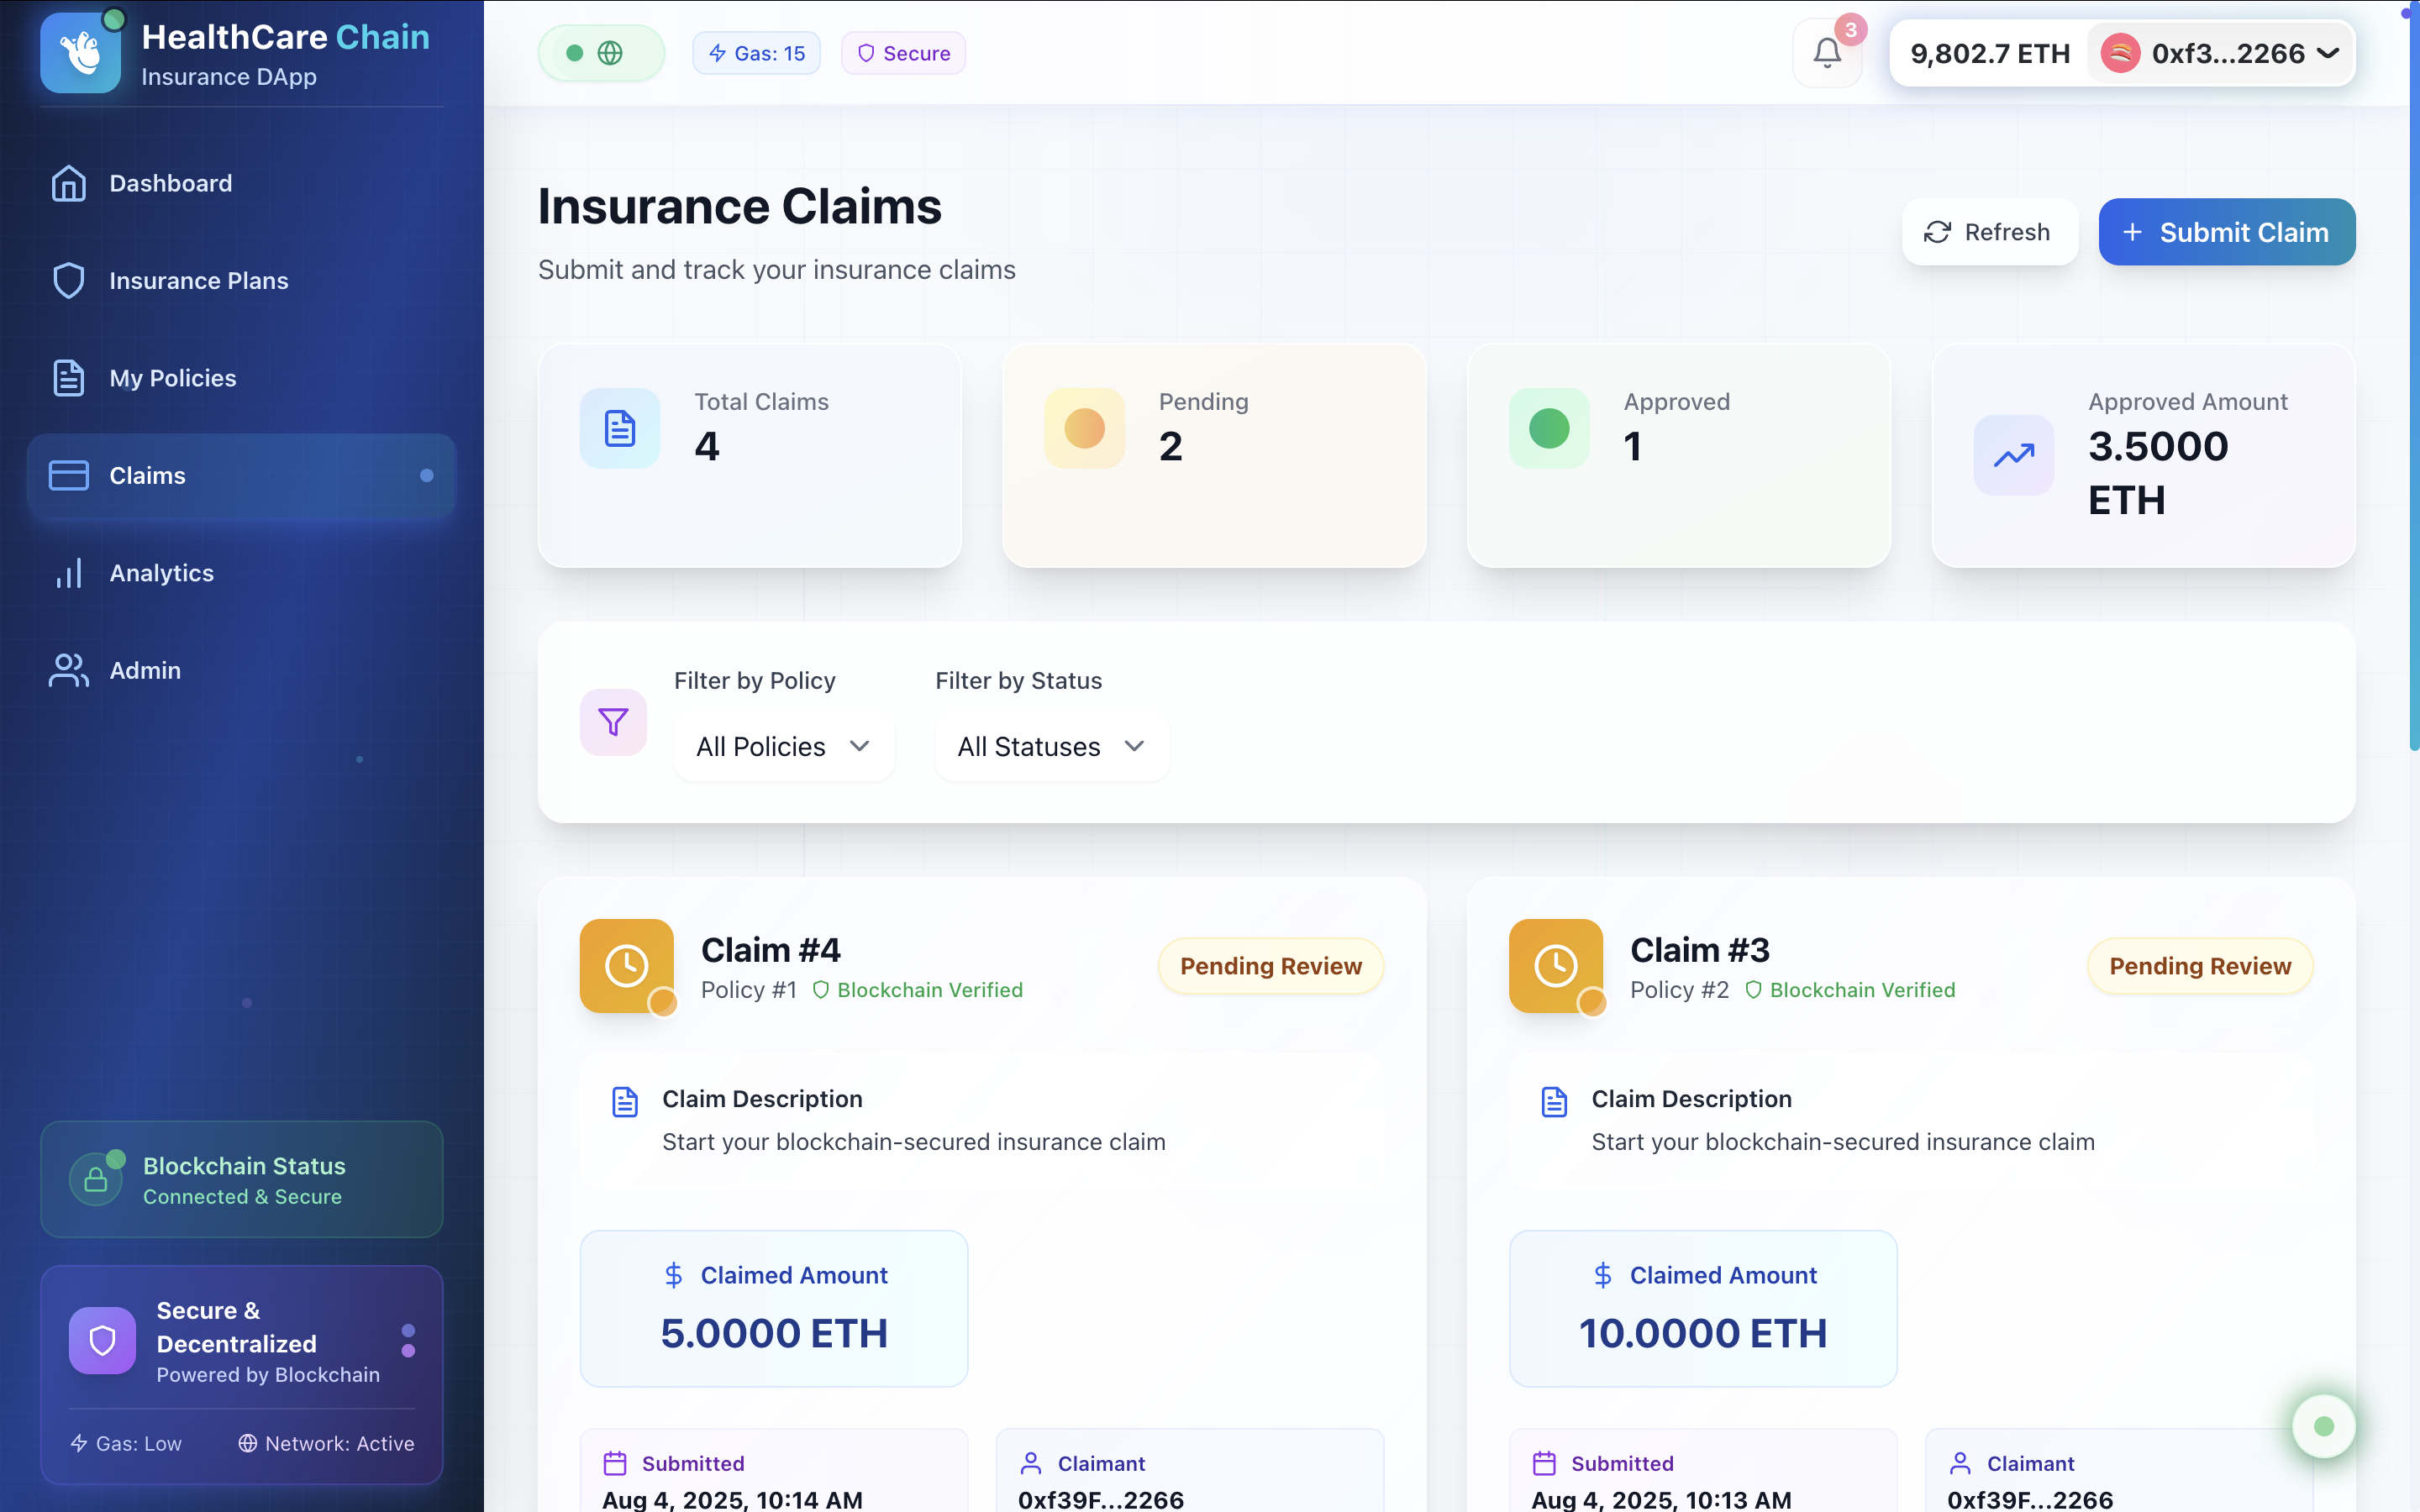 HealthCare Chain
Insurance DApp
Dashboard
Insurance Plans
My Policies
Claims
Analytics
Admin
Blockchain Status
Connected & Secure
Secure &
Decentralized
Powered by Blockchain
Gas: Low
Network: Active
Gas: 15
Secure
3
9,802.7 ETH
0xf3...2266
Insurance Claims
Submit and track your insurance claims
Refresh
Submit Claim
Total Claims
4
Pending
2
Approved
1
Approved Amount
3.5000
ETH
Filter by Policy
All Policies
Filter by Status
All Statuses
Claim #4
Policy #1
Blockchain Verified
Pending Review
Claim Description
Start your blockchain-secured insurance claim
Claimed Amount
5.0000 ETH
Submitted
Aug 4, 2025, 10:14 AM
Claimant
0xf39F...2266
Claim #3
Policy #2
Blockchain Verified
Pending Review
Claim Description
Start your blockchain-secured insurance claim
Claimed Amount
10.0000 ETH
Submitted
Aug 4, 2025, 10:13 AM
Claimant
0xf39F...2266